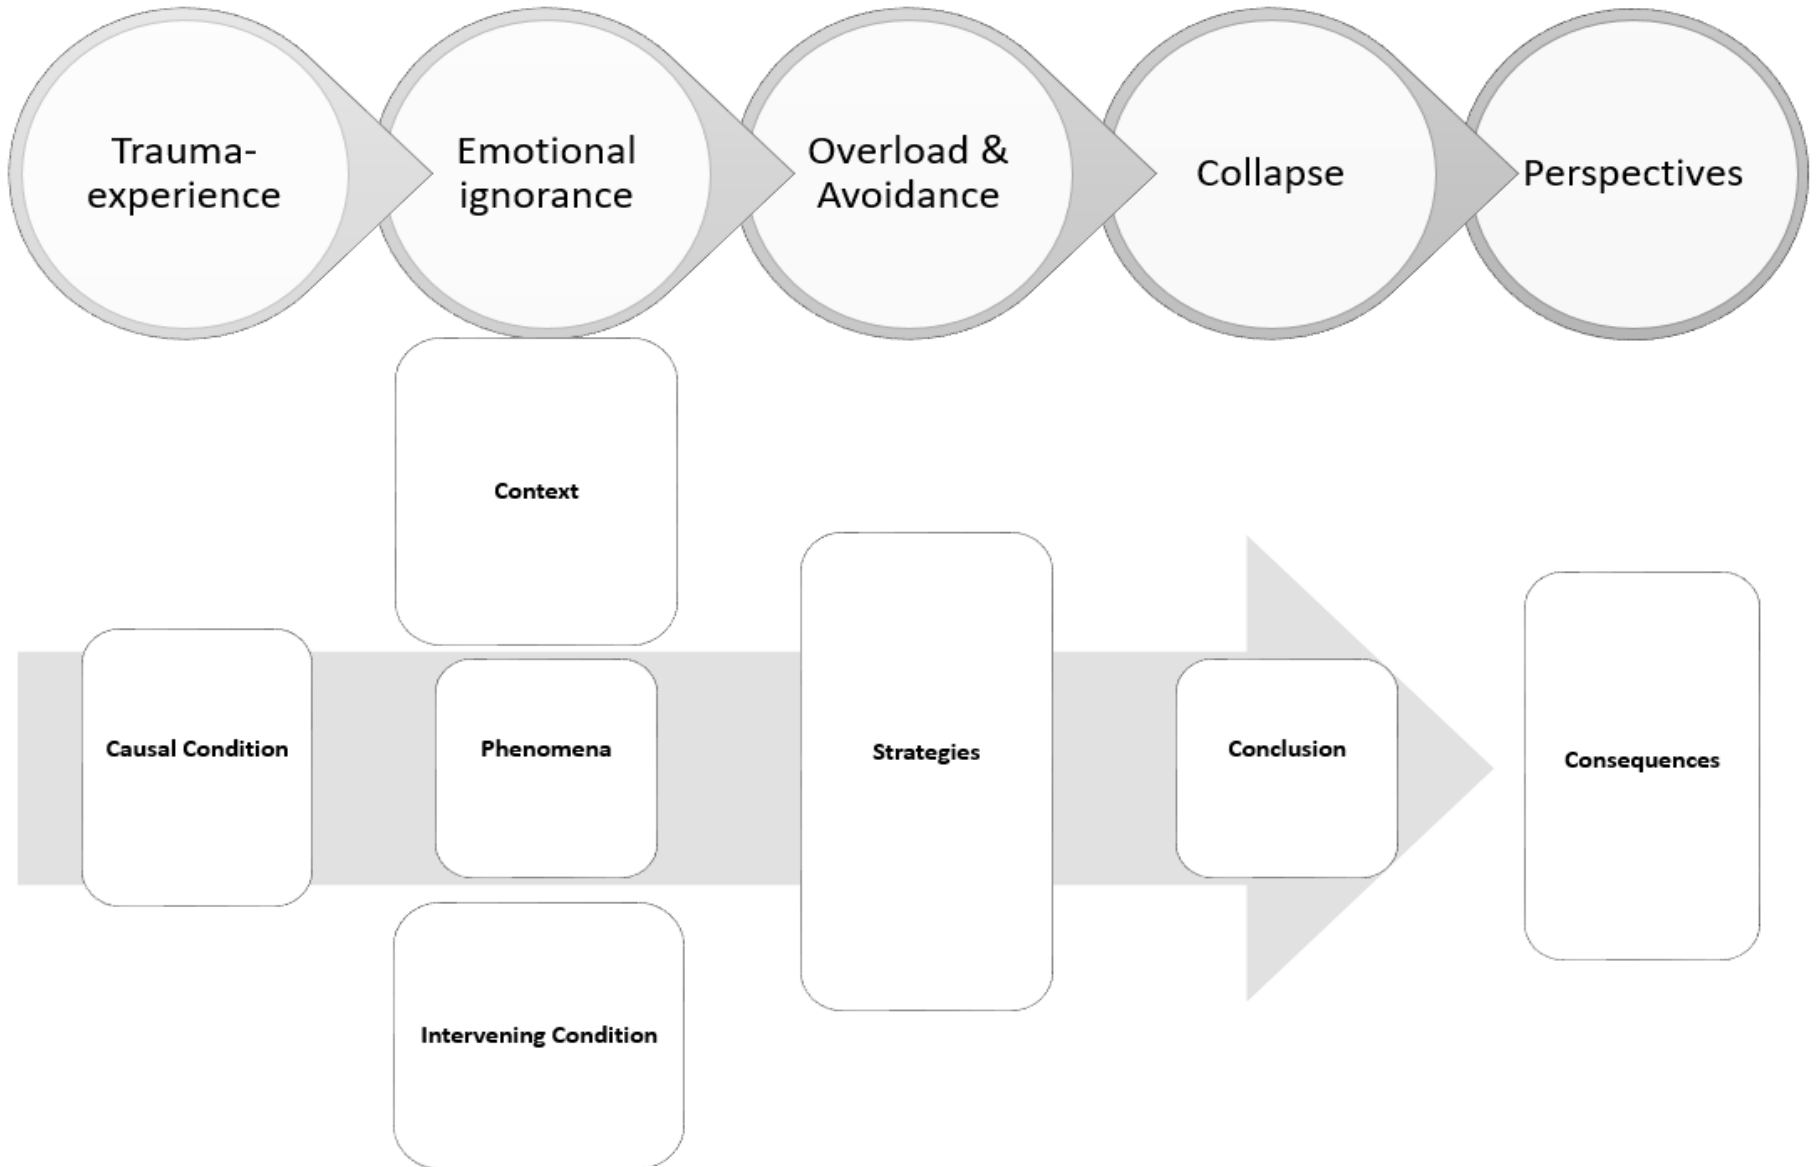 Trauma-
experience
Emotional
ignorance
Overload &
Avoidance
Collapse
Perspectives
Context
Causal Condition
Phenomena
Strategies
Conclusion
Consequences
Intervening Condition